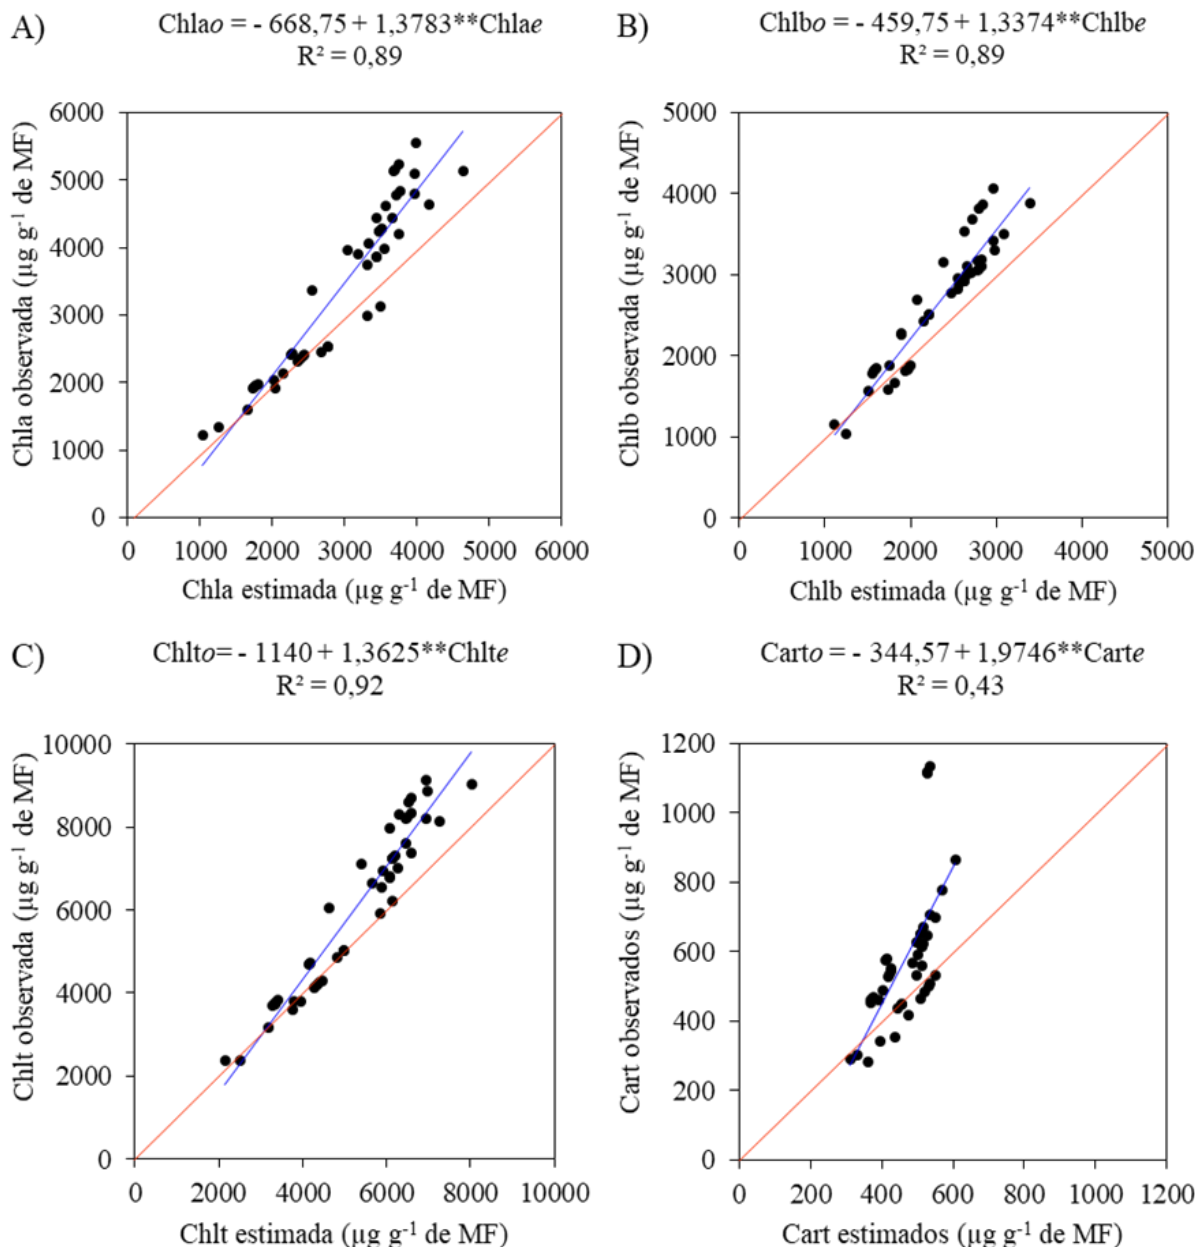 A)
Chlao = - 668,75 + 1,3783**Chlae
R² = 0,89
Chla observada (µg g⁻¹ de MF)
6000
5000
4000
3000
2000
1000
0
0 1000 2000 3000 4000 5000 6000
Chla estimada (µg g⁻¹ de MF)
B)
Chlbo = - 459,75 + 1,3374**Chlbe
R² = 0,89
Chlb observada (µg g⁻¹ de MF)
5000
4000
3000
2000
1000
0
0 1000 2000 3000 4000 5000
Chlb estimada (µg g⁻¹ de MF)
C)
Chlto= - 1140 + 1,3625**Chlte
R² = 0,92
Chlt observada (µg g⁻¹ de MF)
10000
8000
6000
4000
2000
0
0 2000 4000 6000 8000 10000
Chlt estimada (µg g⁻¹ de MF)
D)
Carto = - 344,57 + 1,9746**Carte
R² = 0,43
Cart observados (µg g⁻¹ de MF)
1200
1000
800
600
400
200
0
0 200 400 600 800 1000 1200
Cart estimados (µg g⁻¹ de MF)